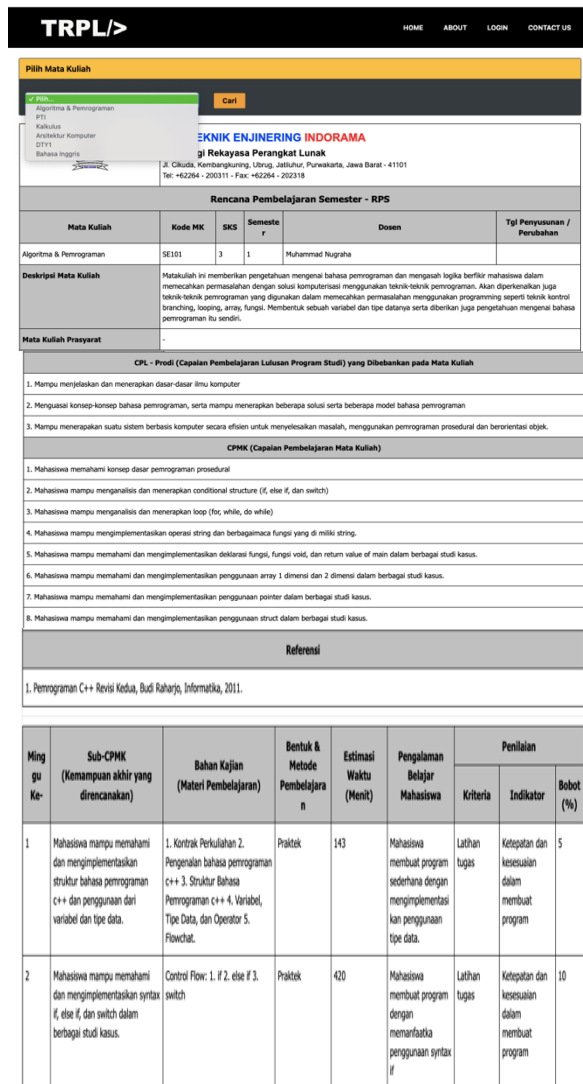 TRPL/>
HOME ABOUT LOGIN CONTACT US
Pilih Mata Kuliah
✓ Pilih...
Algoritma & Pemrograman
PTI
Kalkulus
Arsitektur Komputer
DTY1
Bahasa Inggris
Cari
EKNIK ENJINERING INDORAMA
gi Rekayasa Perangkat Lunak
Jl. Cikuda, Kembangkuning, Ubrug, Jatiluhur, Purwakarta, Jawa Barat - 41101
Tel: +62264 - 200311 - Fax: +62264 - 202318
Rencana Pembelajaran Semester - RPS
Mata Kuliah Kode MK SKS Semeste
r Dosen Tgl Penyusunan /
Perubahan
Algoritma & Pemrograman SE101 3 1 Muhammad Nugraha
Deskripsi Mata Kuliah Matakuliah ini memberikan pengetahuan mengenai bahasa pemrograman dan mengasah logika berfikir mahasiswa dalam
memecahkan permasalahan dengan solusi komputerisasi menggunakan teknik-teknik pemrograman. Akan diperkenalkan juga
teknik-teknik pemrograman yang digunakan dalam memecahkan permasalahan menggunakan programming seperti teknik kontrol
branching, looping, array, fungsi. Membentuk sebuah variabel dan tipe datanya serta diberikan juga pengetahuan mengenai bahasa
pemrograman itu sendiri.
Mata Kuliah Prasyarat -
CPL - Prodi (Capaian Pembelajaran Lulusan Program Studi) yang Dibebankan pada Mata Kuliah
1. Mampu menjelaskan dan menerapkan dasar-dasar ilmu komputer
2. Menguasai konsep-konsep bahasa pemrograman, serta mampu menerapkan beberapa solusi serta beberapa model bahasa pemrograman
3. Mampu menerapakan suatu sistem berbasis komputer secara efisien untuk menyelesaikan masalah, menggunakan pemrograman prosedural dan berorientasi objek.
CPMK (Capaian Pembelajaran Mata Kuliah)
1. Mahasiswa memahami konsep dasar pemrograman prosedural
2. Mahasiswa mampu menganalisis dan menerapkan conditional structure (if, else if, dan switch)
3. Mahasiswa mampu menganalisis dan menerapkan loop (for, while, do while)
4. Mahasiswa mampu mengimplementasikan operasi string dan berbagaimaca fungsi yang di miliki string.
5. Mahasiswa mampu memahami dan mengimplementasikan deklarasi fungsi, fungsi void, dan return value of main dalam berbagai studi kasus.
6. Mahasiswa mampu memahami dan mengimplementasikan penggunaan array 1 dimensi dan 2 dimensi dalam berbagai studi kasus.
7. Mahasiswa mampu memahami dan mengimplementasikan penggunaan pointer dalam berbagai studi kasus.
8. Mahasiswa mampu memahami dan mengimplementasikan penggunaan struct dalam berbagai studi kasus.
Referensi
1. Pemrograman C++ Revisi Kedua, Budi Raharjo, Informatika, 2011.
Ming
gu
Ke-
Sub-CPMK
(Kemampuan akhir yang
direncanakan)
Bahan Kajian
(Materi Pembelajaran)
Bentuk &
Metode
Pembelajara
n
Estimasi
Waktu
(Menit)
Pengalaman
Belajar
Mahasiswa
Penilaian
Kriteria
Indikator
Bobot
(%)
1
Mahasiswa mampu memahami
dan mengimplementasikan
struktur bahasa pemrograman
c++ dan penggunaan dari
variabel dan tipe data.
1. Kontrak Perkuliahan 2.
Pengenalan bahasa pemrograman
c++ 3. Struktur Bahasa
Pemrograman c++ 4. Variabel,
Tipe Data, dan Operator 5.
Flowchat.
Praktek
143
Mahasiswa
membuat program
sederhana dengan
mengimplementasi
kan penggunaan
tipe data.
Latihan
tugas
Ketepatan dan
kesesuaian
dalam
membuat
program
5
2
Mahasiswa mampu memahami
dan mengimplementasikan syntax
if, else if, dan switch dalam
berbagai studi kasus.
Control Flow: 1. if 2. else if 3.
switch
Praktek
420
Mahasiswa
membuat program
dengan
memanfaatka
penggunaan syntax
if
Latihan
tugas
Ketepatan dan
kesesuaian
dalam
membuat
program
10